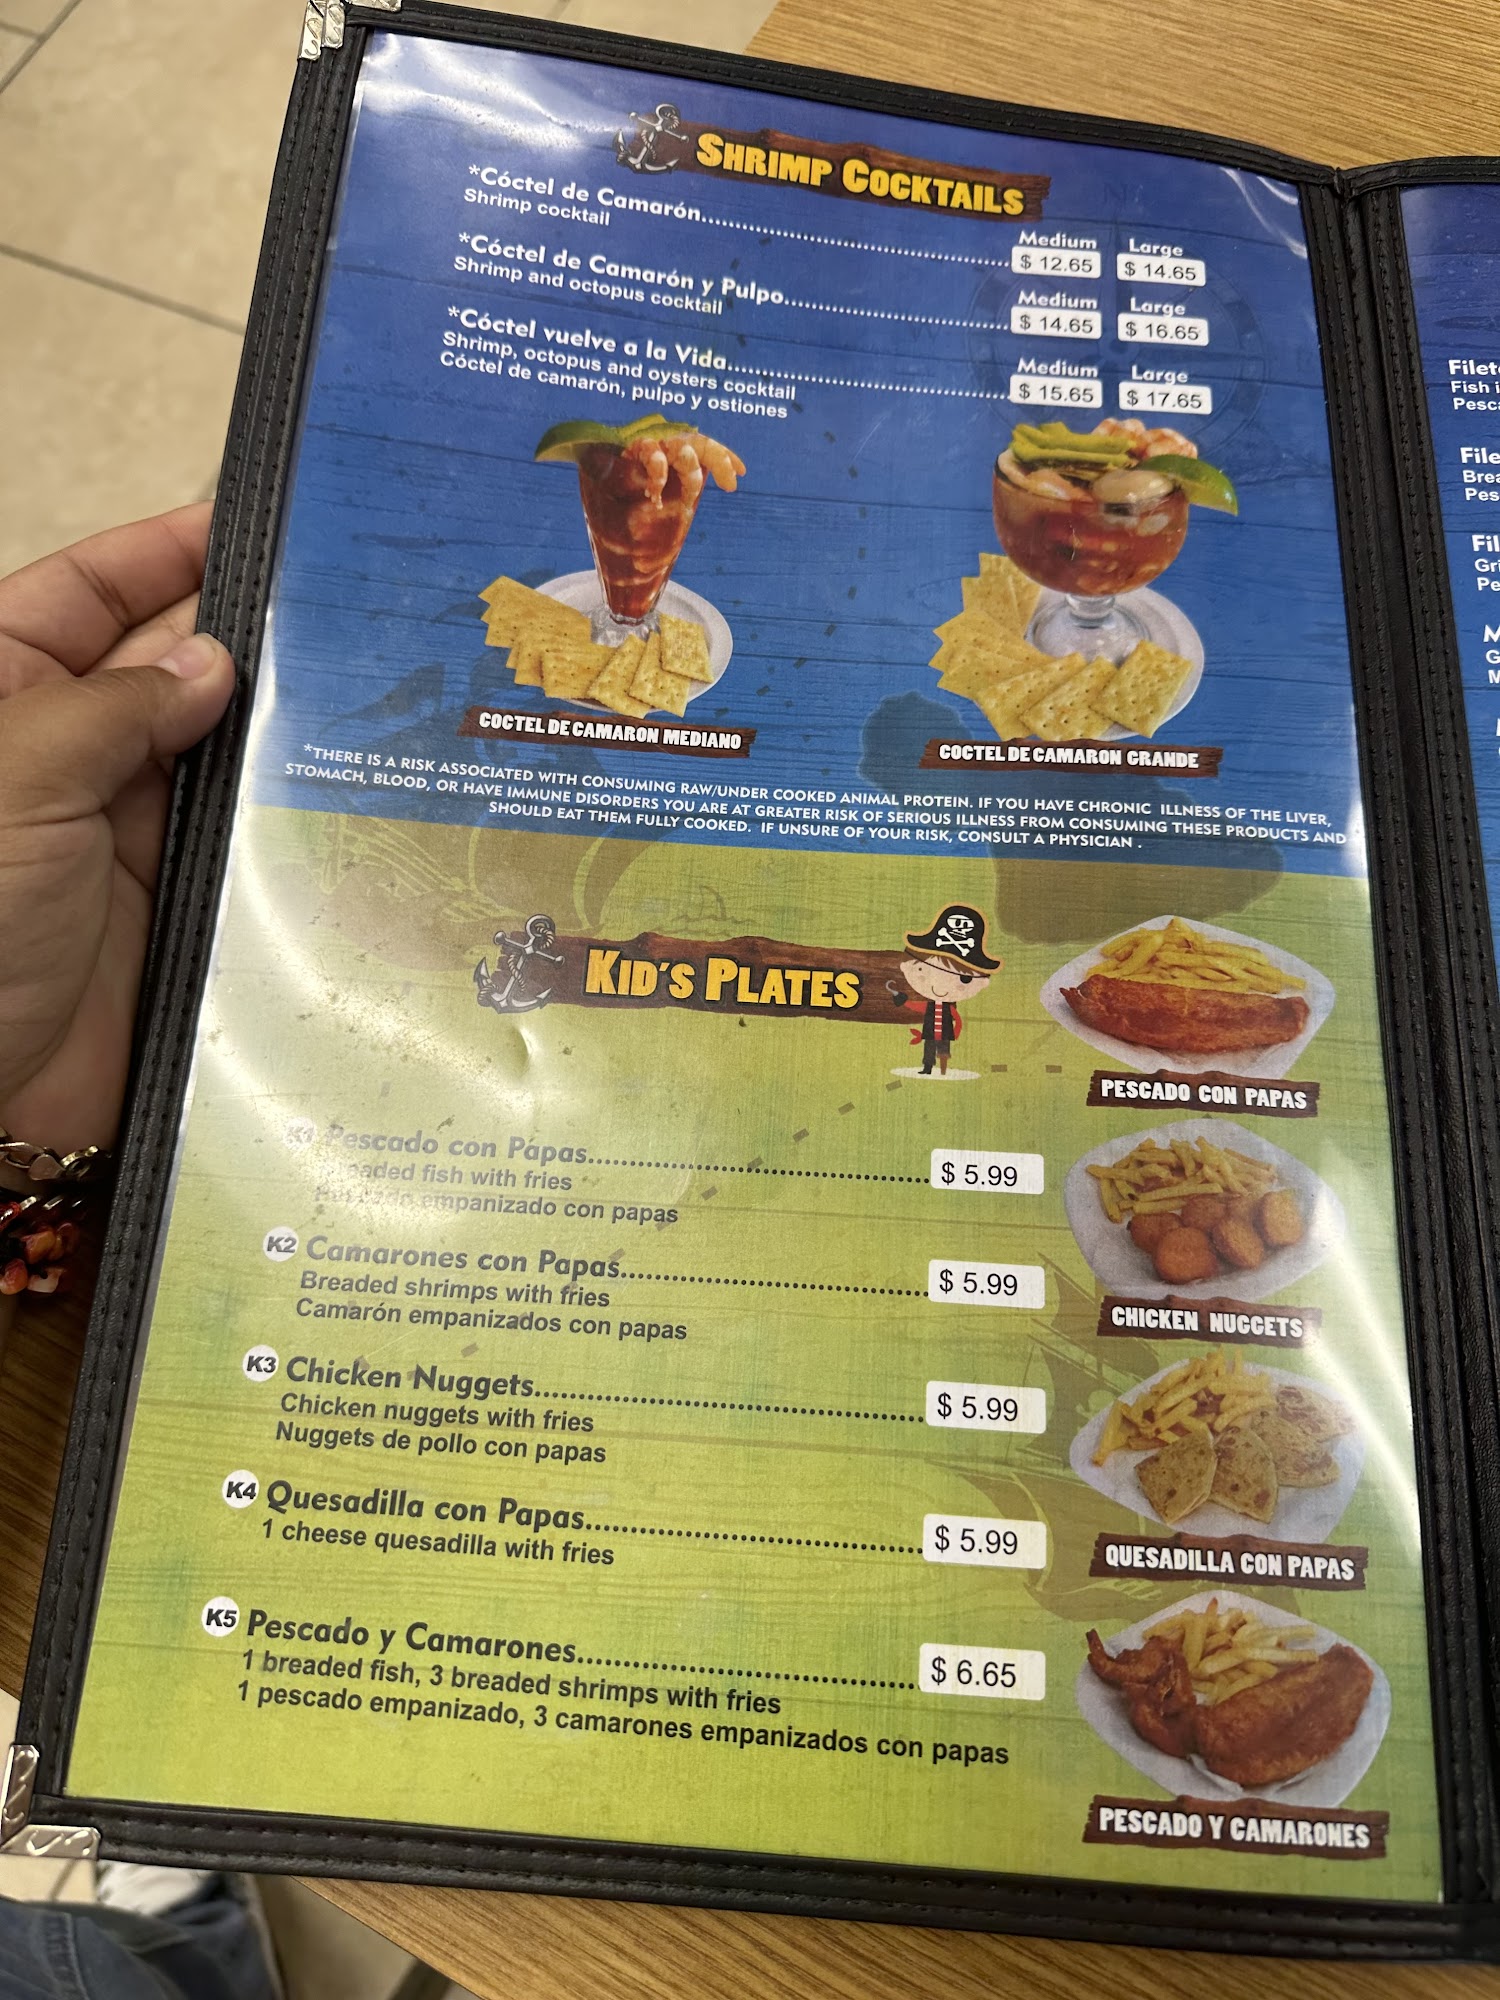 SHRIMP COCKTAILS
*Cóctel de Camarón
Shrimp cocktail
Medium Large
$ 12.65 $ 14.65
*Cóctel de Camarón y Pulpo
Shrimp and octopus cocktail
Medium Large
$ 14.65 $ 16.65
*Cóctel vuelve a la Vida
Shrimp, octopus and oysters cocktail
Cóctel de camarón, pulpo y ostiones
Medium Large
$ 15.65 $ 17.65
COCTEL DE CAMARON MEDIANO
COCTEL DE CAMARON GRANDE
*THERE IS A RISK ASSOCIATED WITH CONSUMING RAW/UNDER COOKED ANIMAL PROTEIN. IF YOU HAVE CHRONIC ILLNESS OF THE LIVER,
STOMACH, BLOOD, OR HAVE IMMUNE DISORDERS YOU ARE AT GREATER RISK OF SERIOUS ILLNESS FROM CONSUMING THESE PRODUCTS AND
SHOULD EAT THEM FULLY COOKED. IF UNSURE OF YOUR RISK, CONSULT A PHYSICIAN .
KID'S PLATES
PESCADO CON PAPAS
K1 Pescado con Papas $ 5.99
Breaded fish with fries
Pescado empanizado con papas
K2 Camarones con Papas $ 5.99
Breaded shrimps with fries
Camarón empanizados con papas
CHICKEN NUGGETS
K3 Chicken Nuggets $ 5.99
Chicken nuggets with fries
Nuggets de pollo con papas
K4 Quesadilla con Papas $ 5.99
1 cheese quesadilla with fries
QUESADILLA CON PAPAS
K5 Pescado y Camarones $ 6.65
1 breaded fish, 3 breaded shrimps with fries
1 pescado empanizado, 3 camarones empanizados con papas
PESCADO Y CAMARONES